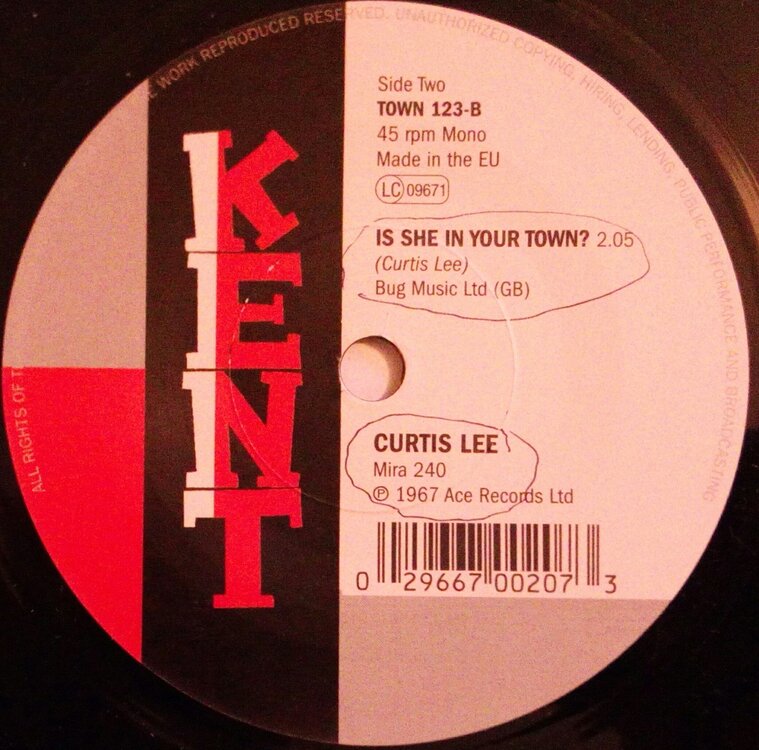 ALL RIGHTS OF T
WORK REPRODUCED RESERVED. UNAUTHORIZED COPYING, HIRING, LENDING, PUBLIC PERFORMANCE AND BROADCASTING
KENT
Side Two
TOWN 123-B
45 rpm Mono
Made in the EU
LC 09671
IS SHE IN YOUR TOWN? 2.05
(Curtis Lee)
Bug Music Ltd (GB)
CURTIS LEE
Mira 240
℗ 1967 Ace Records Ltd
0 29667 00207 3